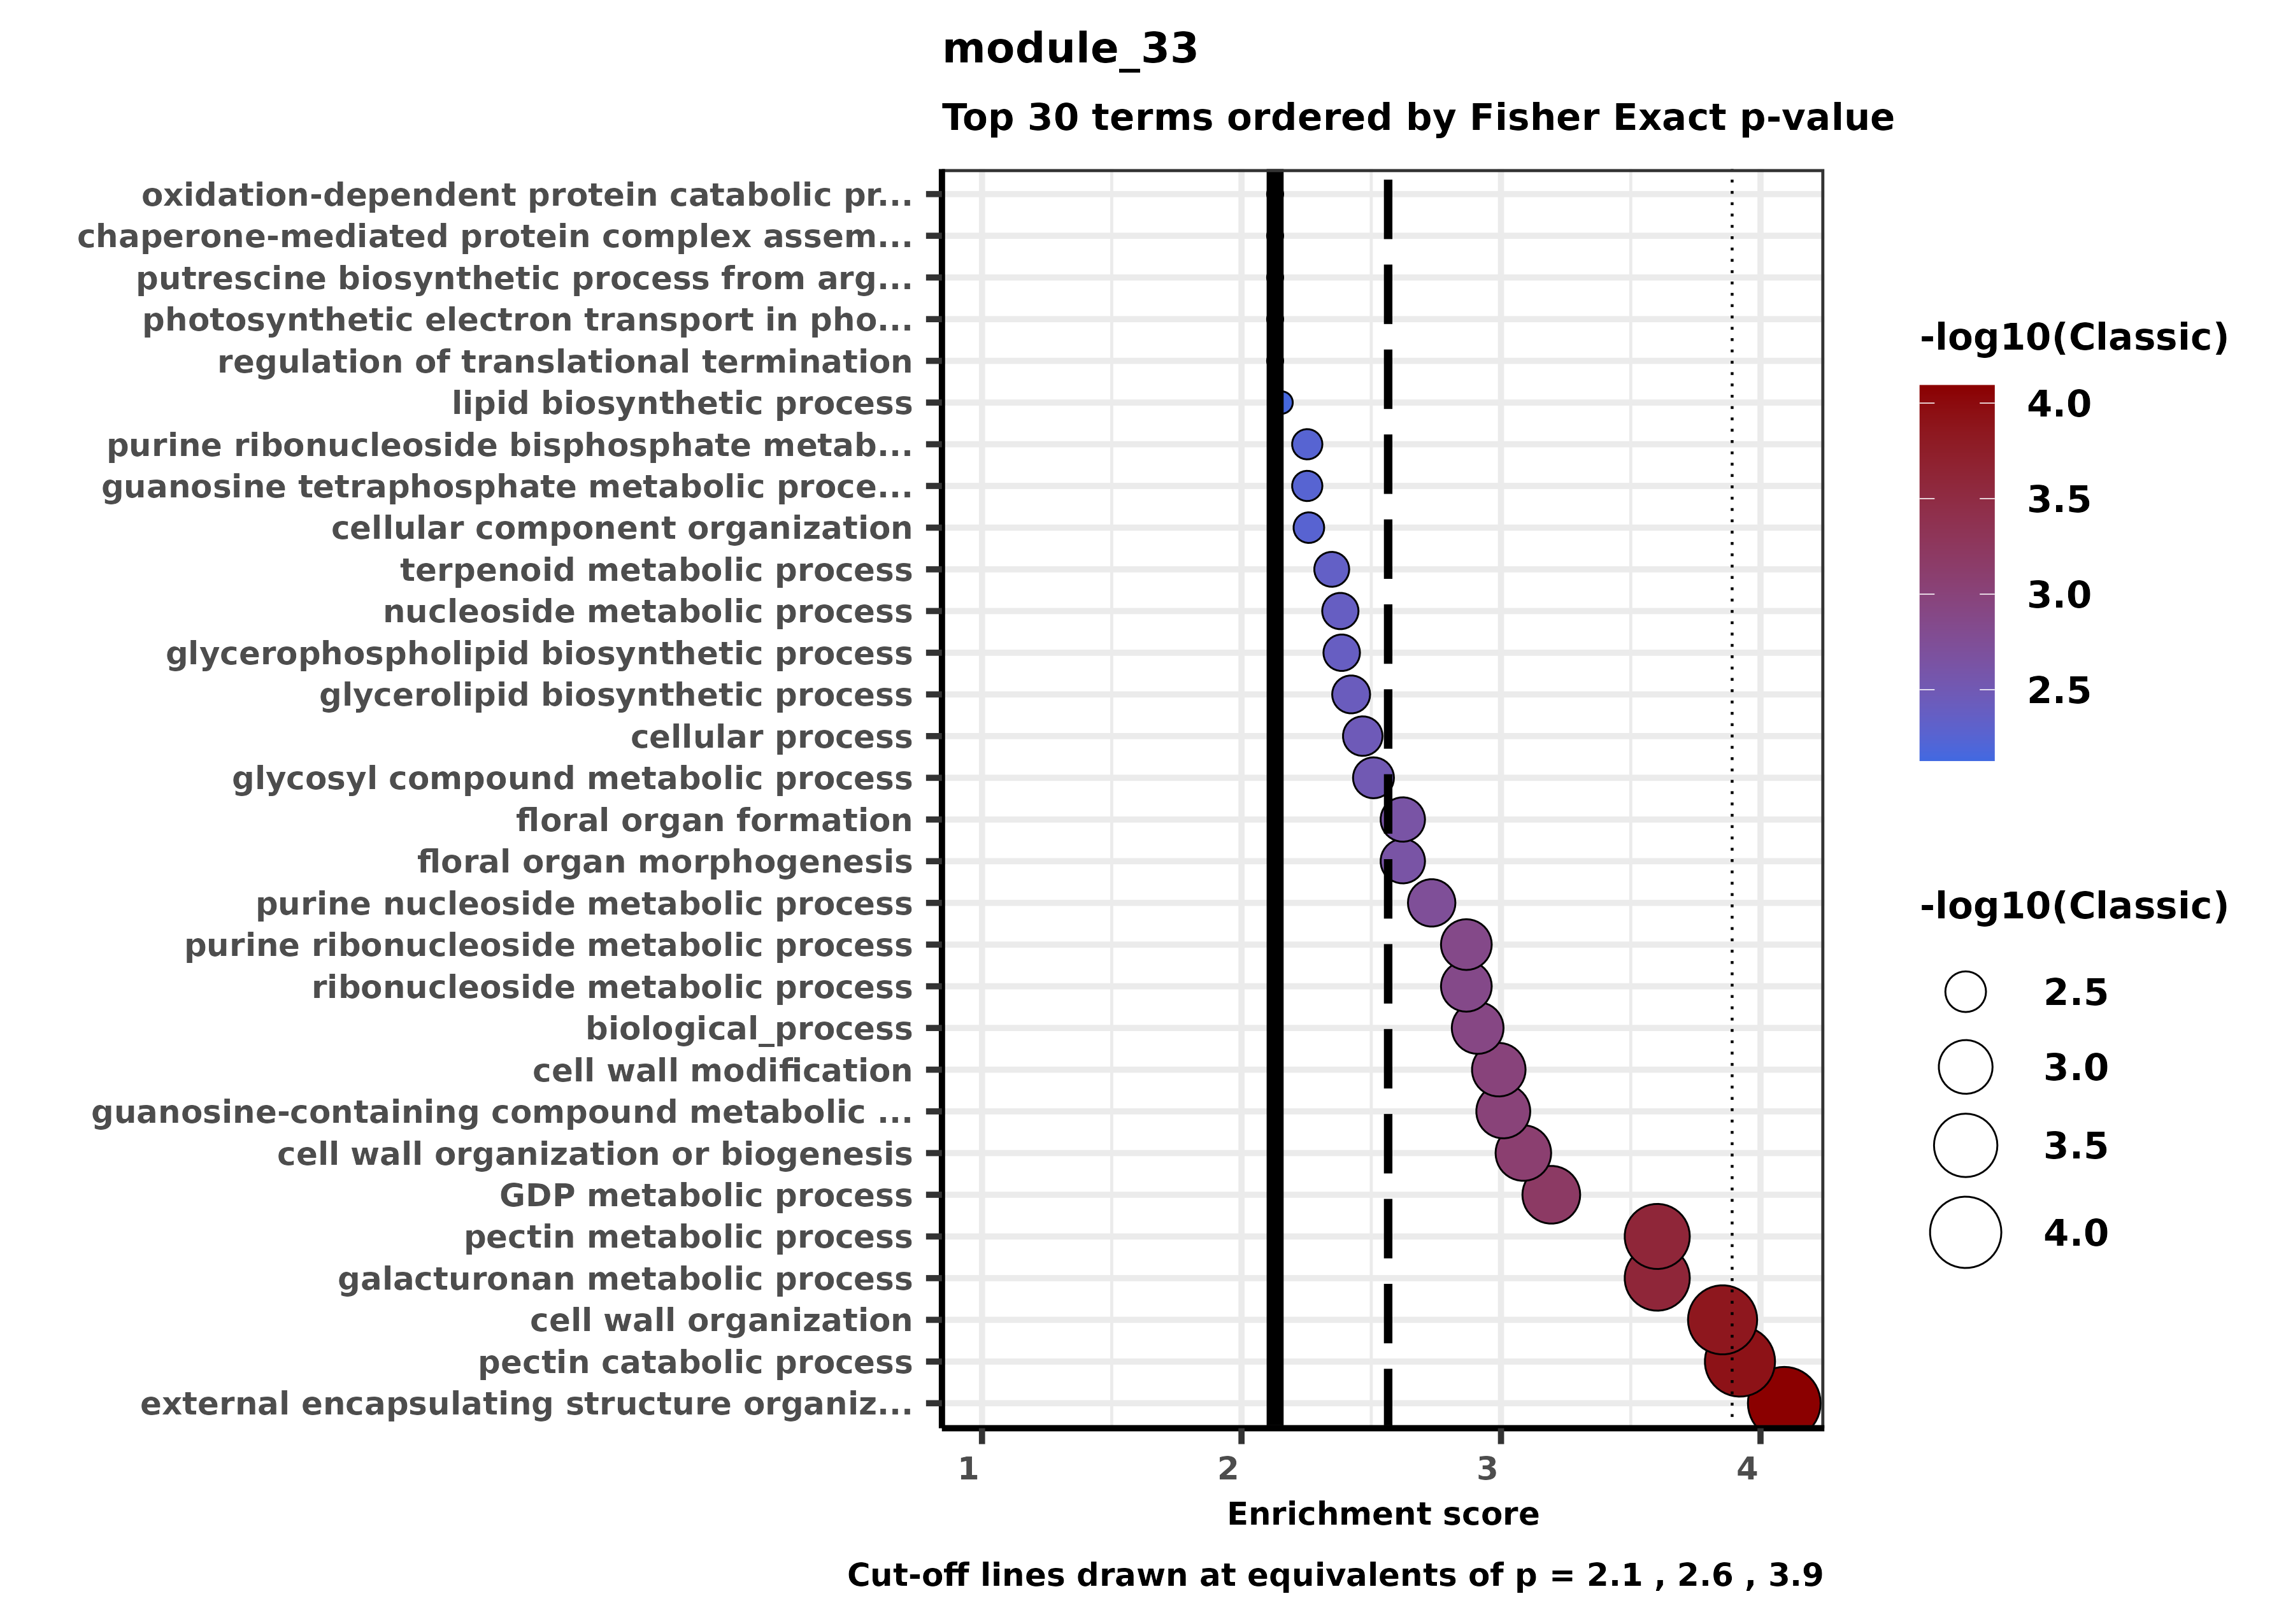 module_33
Top 30 terms ordered by Fisher Exact p-value
oxidation-dependent protein catabolic pr...
chaperone-mediated protein complex assem...
putrescine biosynthetic process from arg...
photosynthetic electron transport in pho...
regulation of translational termination
lipid biosynthetic process
purine ribonucleoside bisphosphate metab...
guanosine tetraphosphate metabolic proce...
cellular component organization
terpenoid metabolic process
nucleoside metabolic process
glycerophospholipid biosynthetic process
glycerolipid biosynthetic process
cellular process
glycosyl compound metabolic process
floral organ formation
floral organ morphogenesis
purine nucleoside metabolic process
purine ribonucleoside metabolic process
ribonucleoside metabolic process
biological_process
cell wall modification
guanosine-containing compound metabolic ...
cell wall organization or biogenesis
GDP metabolic process
pectin metabolic process
galacturonan metabolic process
cell wall organization
pectin catabolic process
external encapsulating structure organiz...
1 2 3 4
Enrichment score
Cut-off lines drawn at equivalents of p = 2.1 , 2.6 , 3.9
-log10(Classic)
4.0
3.5
3.0
2.5
-log10(Classic)
2.5
3.0
3.5
4.0